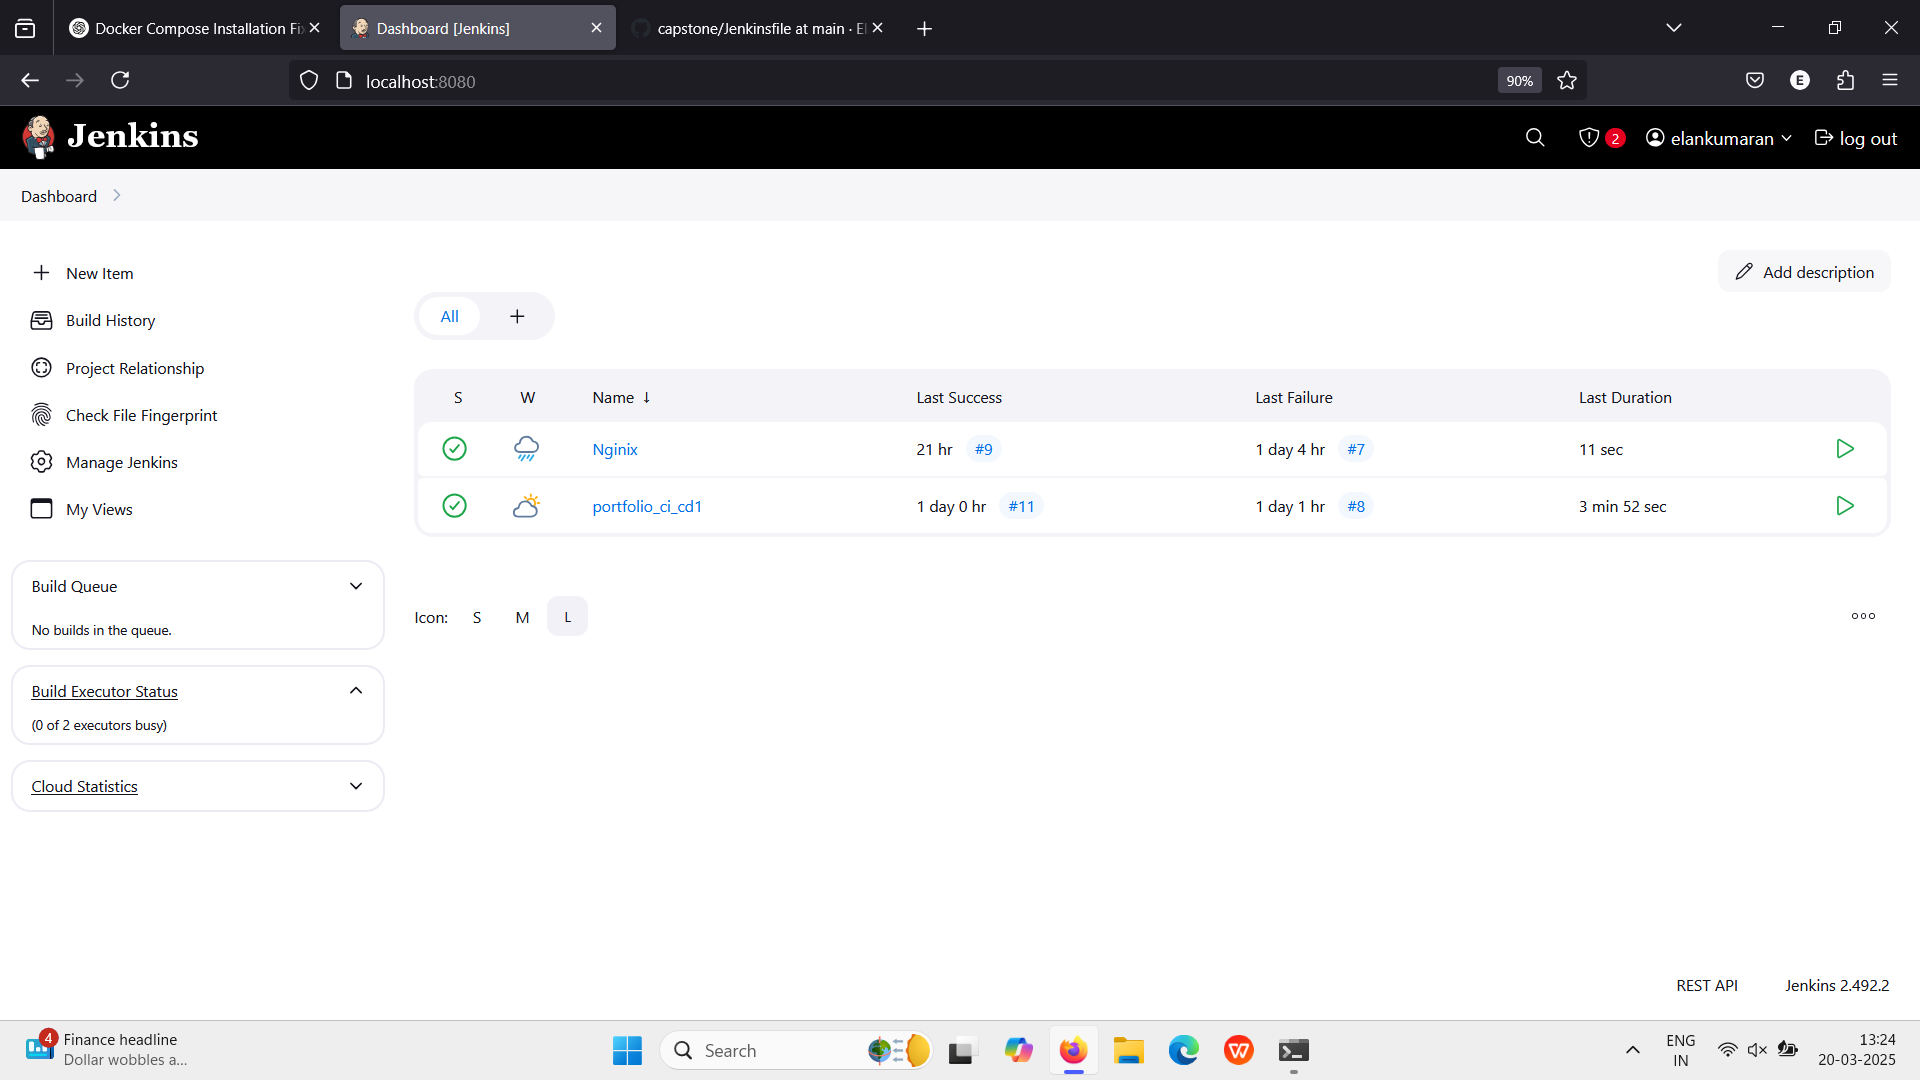 Docker Compose Installation Fi
Dashboard [Jenkins]
capstone/Jenkinsfile at main · El
localhost:8080
90%
E
Jenkins
2
elankumaran
log out
Dashboard
New Item
Build History
Project Relationship
Check File Fingerprint
Manage Jenkins
My Views
Add description
All
S W Name ↓ Last Success Last Failure Last Duration
Nginix 21 hr #9 1 day 4 hr #7 11 sec
portfolio_ci_cd1 1 day 0 hr #11 1 day 1 hr #8 3 min 52 sec
Build Queue
No builds in the queue.
Build Executor Status
(0 of 2 executors busy)
Cloud Statistics
Icon: S M L
REST API Jenkins 2.492.2
4
Finance headline
Dollar wobbles a...
Search
W
ENG
IN
13:24
20-03-2025